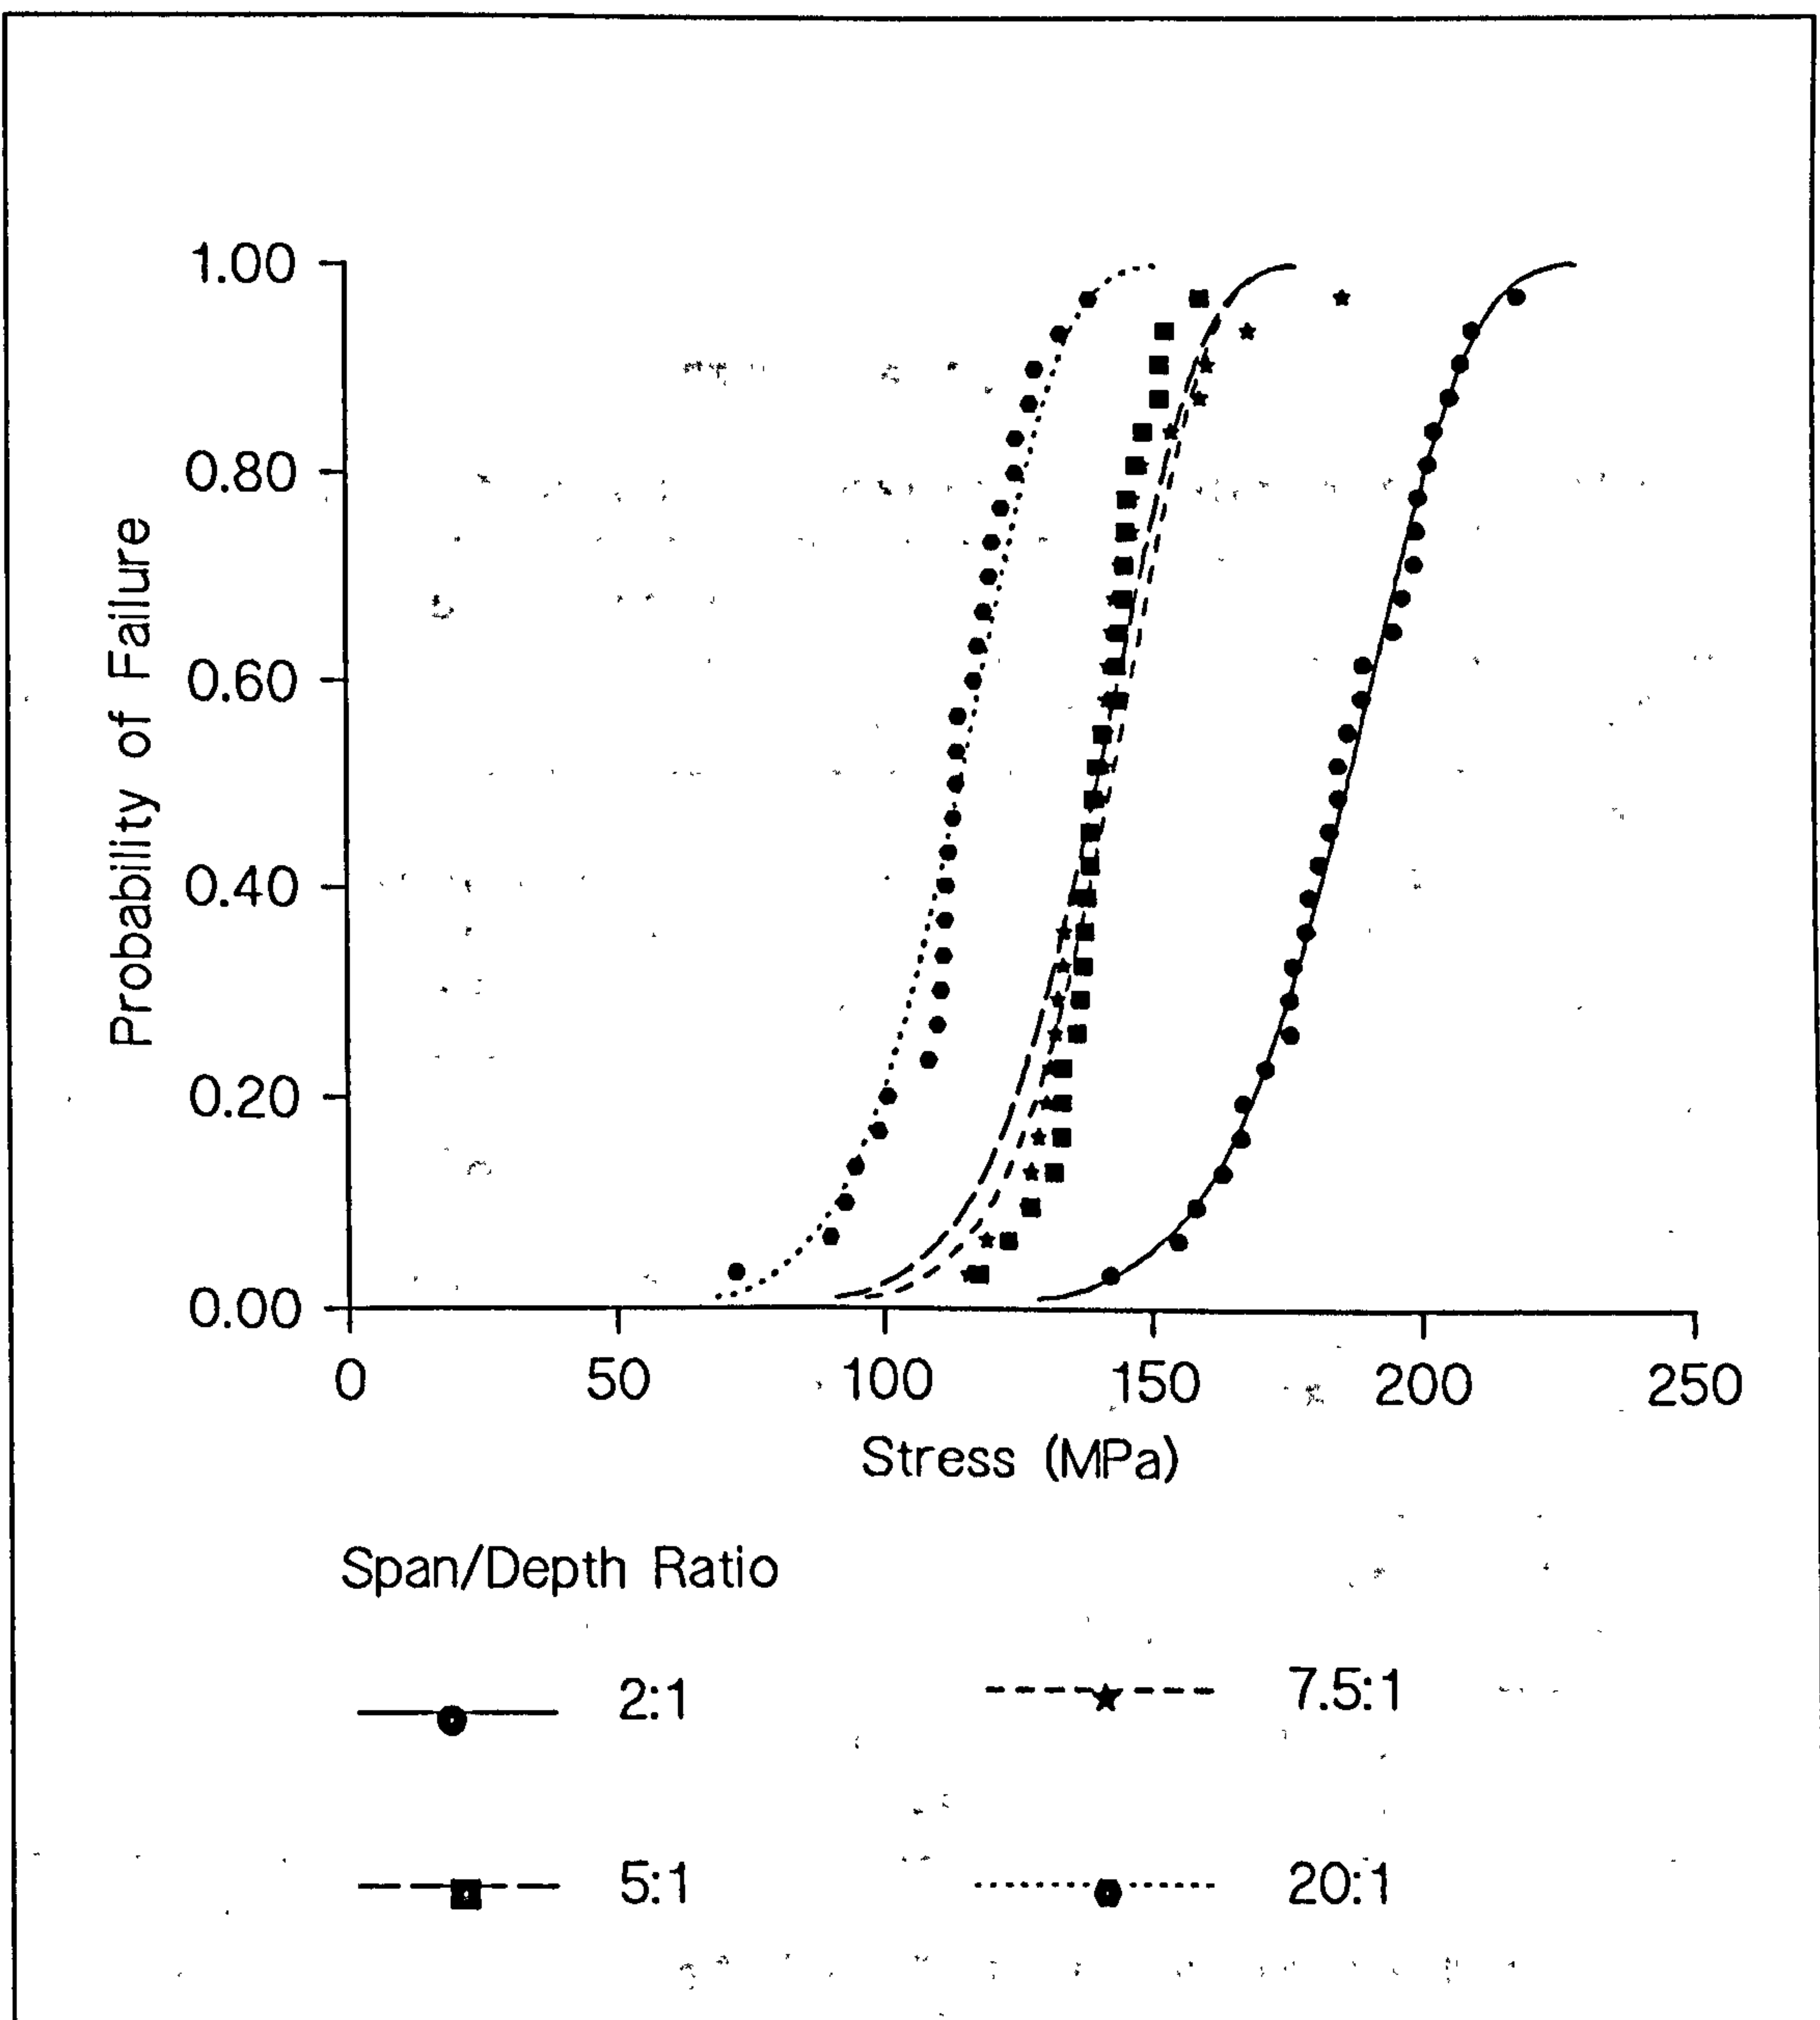 1.00
0.80
0.60
0.40
0.20
0.00
Probability of Failure
0 50 100 150 200 250
Stress (MPa)
Span/Depth Ratio
2:1 7.5:1
5:1 20:1